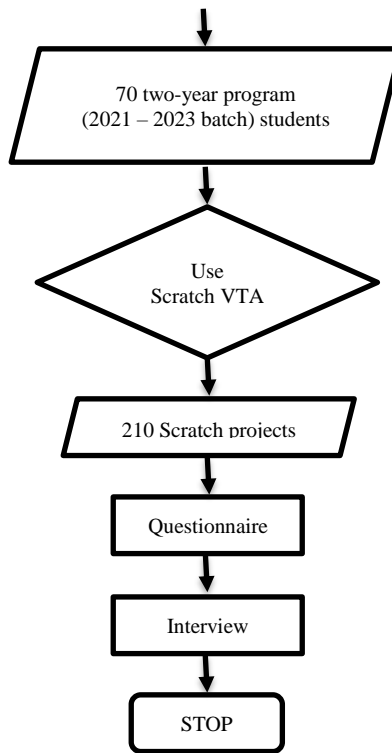 70 two-year program
(2021 – 2023 batch) students
Use
Scratch VTA
210 Scratch projects
Questionnaire
Interview
STOP